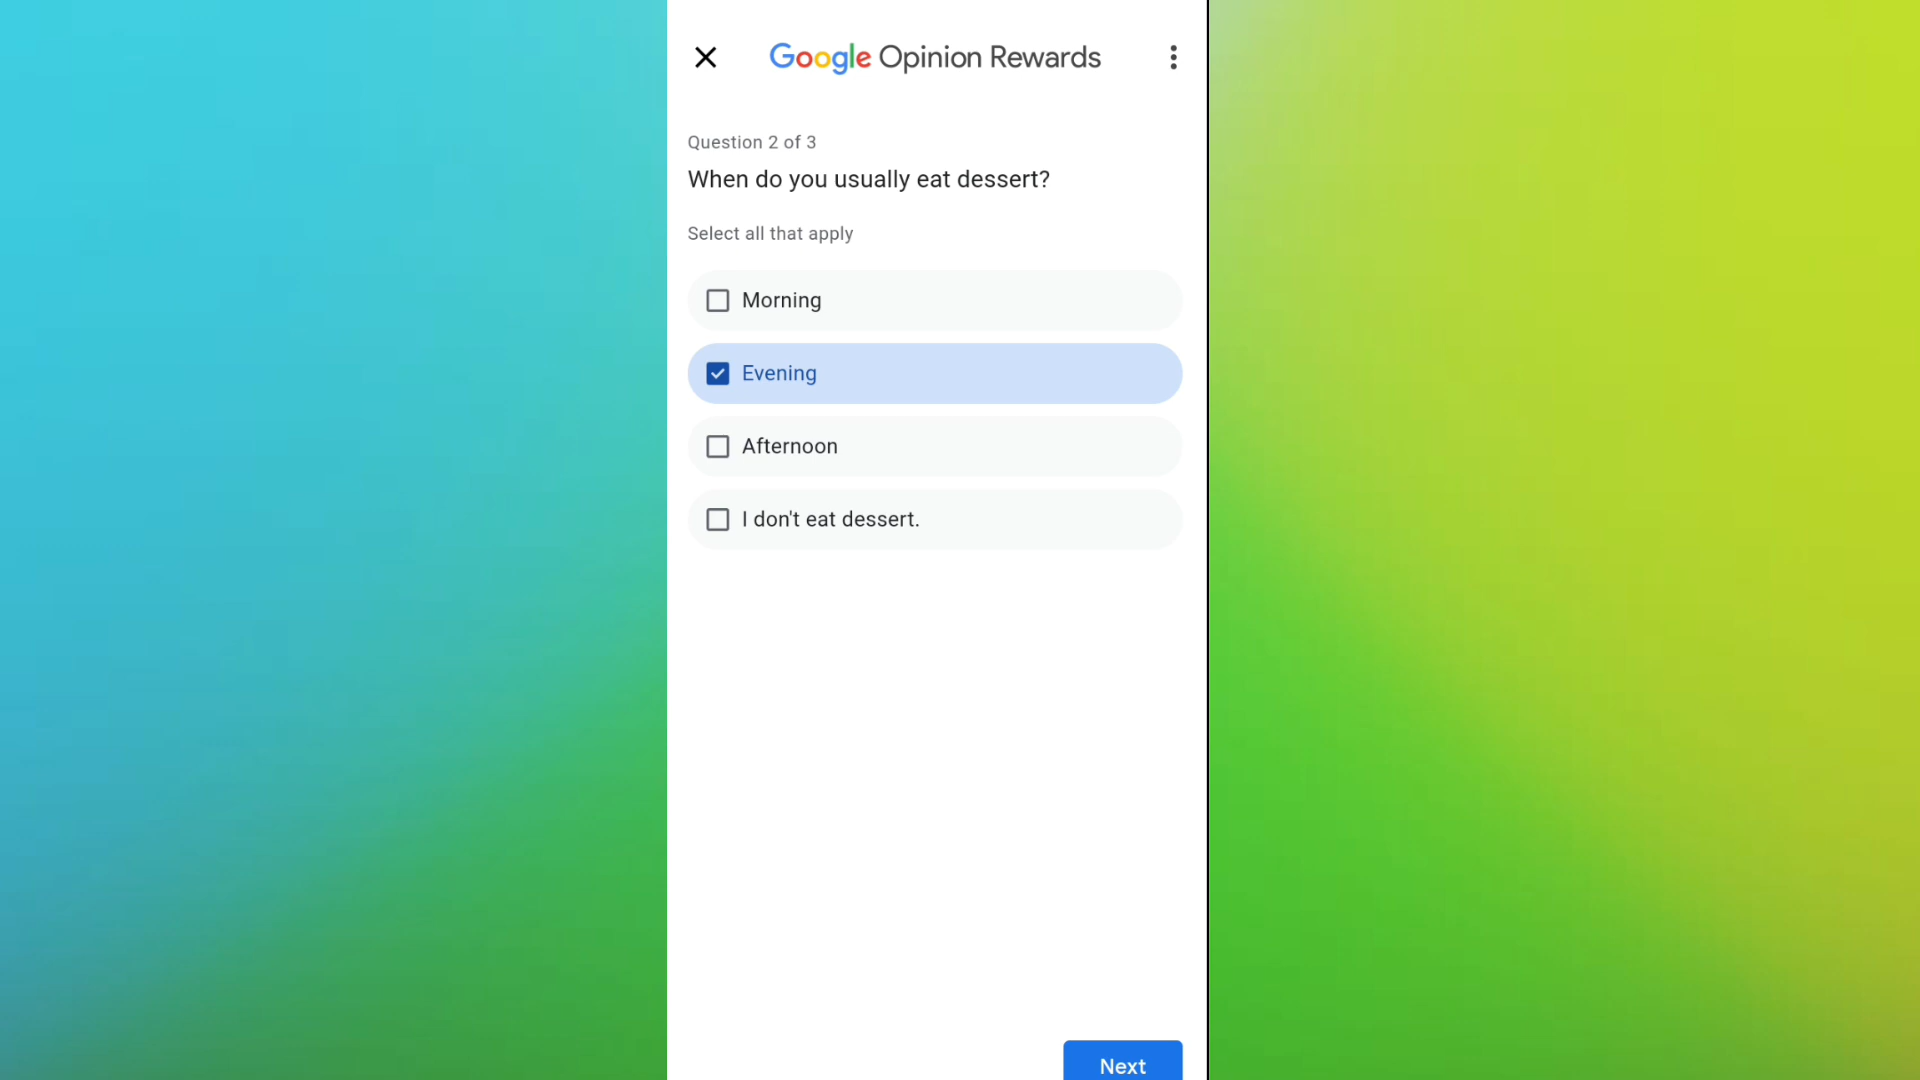 Google Opinion Rewards
Question 2 of 3
When do you usually eat dessert?
Select all that apply
Morning
Evening
Afternoon
I don't eat dessert.
Next